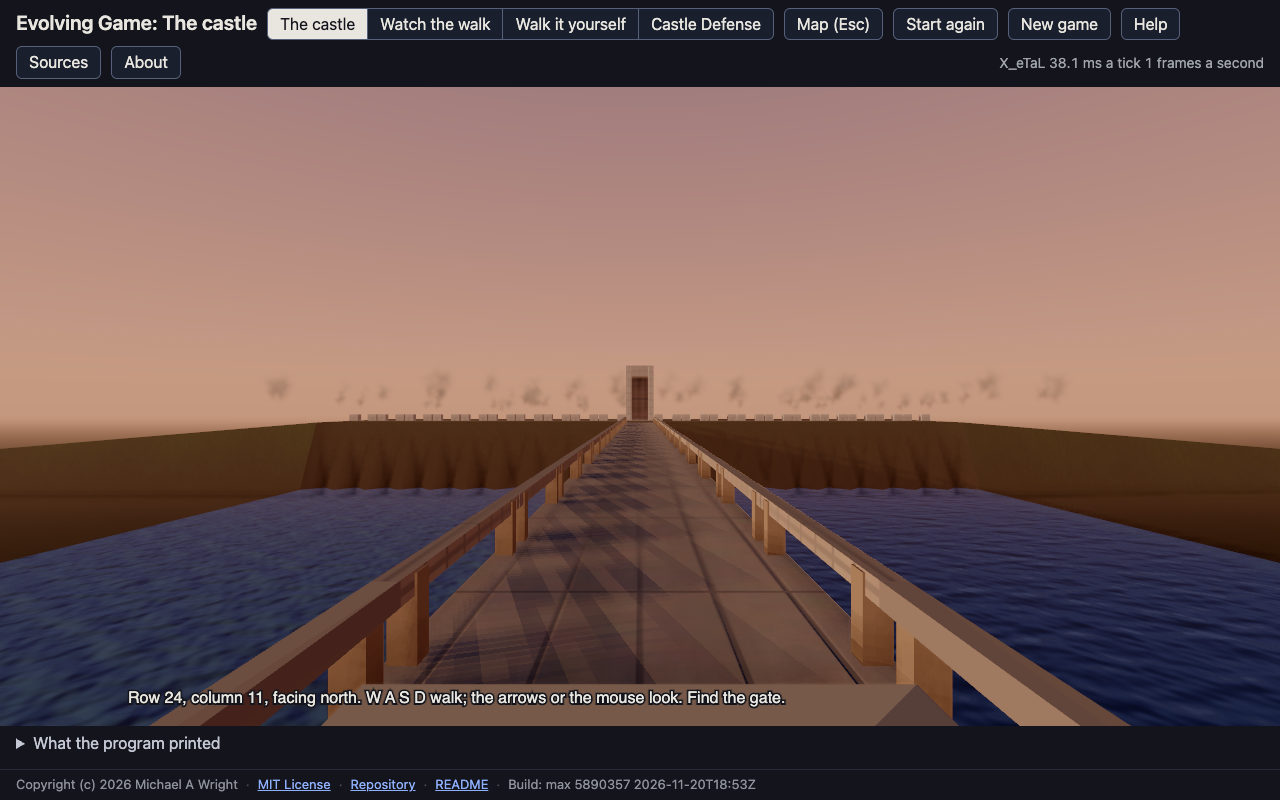 Evolving Game: The castle The castle Watch the walk Walk it yourself Castle Defense Map (Esc) Start again New game Help
Sources About X_eTaL 38.1 ms a tick 1 frames a second
Row 24, column 11, facing north. W A S D walk; the arrows or the mouse look. Find the gate.
What the program printed
Copyright (c) 2026 Michael A Wright · MIT License · Repository · README · Build: max 5890357 2026-11-20T18:53Z